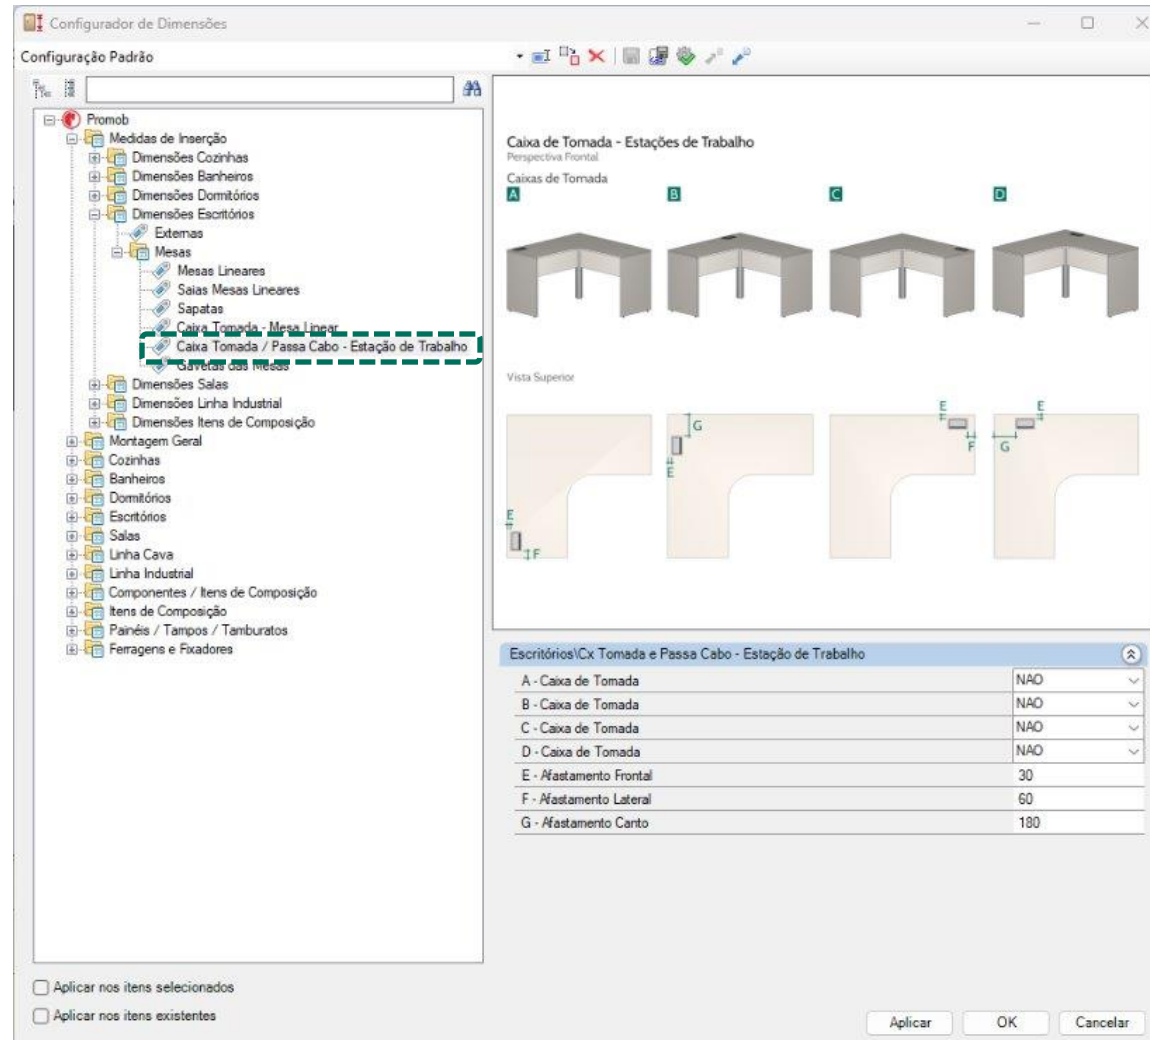 Configurador de Dimensões
Configuração Padrão
Promob
Medidas de Inserção
Dimensões Cozinhas
Dimensões Banheiros
Dimensões Dormitórios
Dimensões Escritórios
Externas
Mesas
Mesas Lineares
Saias Mesas Lineares
Sapatas
Caixa Tomada - Mesa Linear
Caixa Tomada / Passa Cabo - Estação de Trabalho
Gavetas das Mesas
Dimensões Salas
Dimensões Linha Industrial
Dimensões Itens de Composição
Montagem Geral
Cozinhas
Banheiros
Dormitórios
Escritórios
Salas
Linha Cava
Linha Industrial
Componentes / Itens de Composição
Itens de Composição
Painéis / Tampos / Tamburatos
Ferragens e Fixadores
Aplicar nos itens selecionados
Aplicar nos itens existentes
Caixa de Tomada - Estações de Trabalho
Perspectiva Frontal
Caixas de Tomada
A B C D
Vista Superior
E F
G E
E F
E G
Escritórios\Cx Tomada e Passa Cabo - Estação de Trabalho
A - Caixa de Tomada NAO
B - Caixa de Tomada NAO
C - Caixa de Tomada NAO
D - Caixa de Tomada NAO
E - Afastamento Frontal 30
F - Afastamento Lateral 60
G - Afastamento Canto 180
Aplicar OK Cancelar